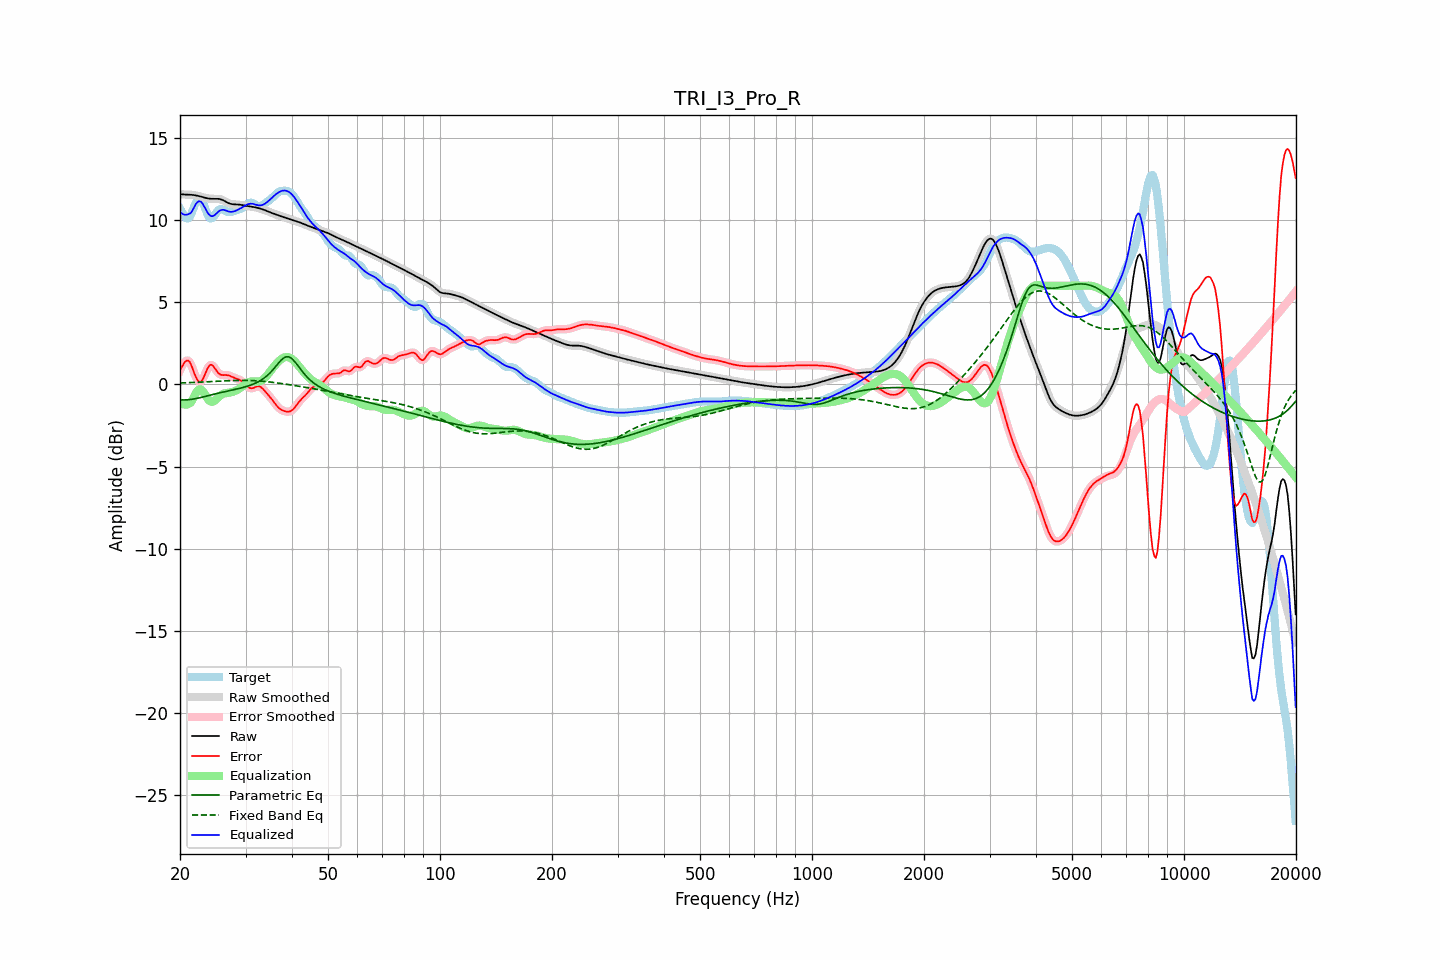 TRI_I3_Pro_R
Amplitude (dBr)
15
10
5
0
−5
−10
−15
−20
−25
Target
Raw Smoothed
Error Smoothed
Raw
Error
Equalization
Parametric Eq
Fixed Band Eq
Equalized
20 50 100 200 500 1000 2000 5000 10000 20000
Frequency (Hz)